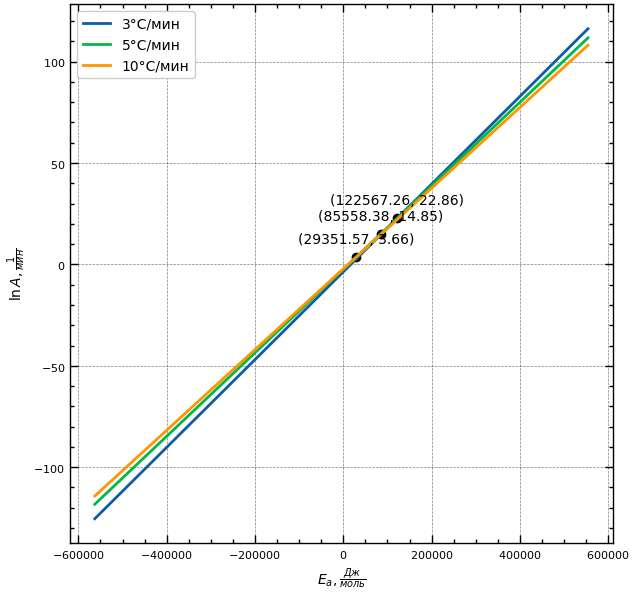 3°C/мин
5°C/мин
10°C/мин
100
50
0
−50
−100
ln A, 1/мин
(122567.26, 22.86)
(85558.38, 14.85)
(29351.57, 3.66)
−600000 −400000 −200000 0 200000 400000 600000
Eₐ, Дж/моль